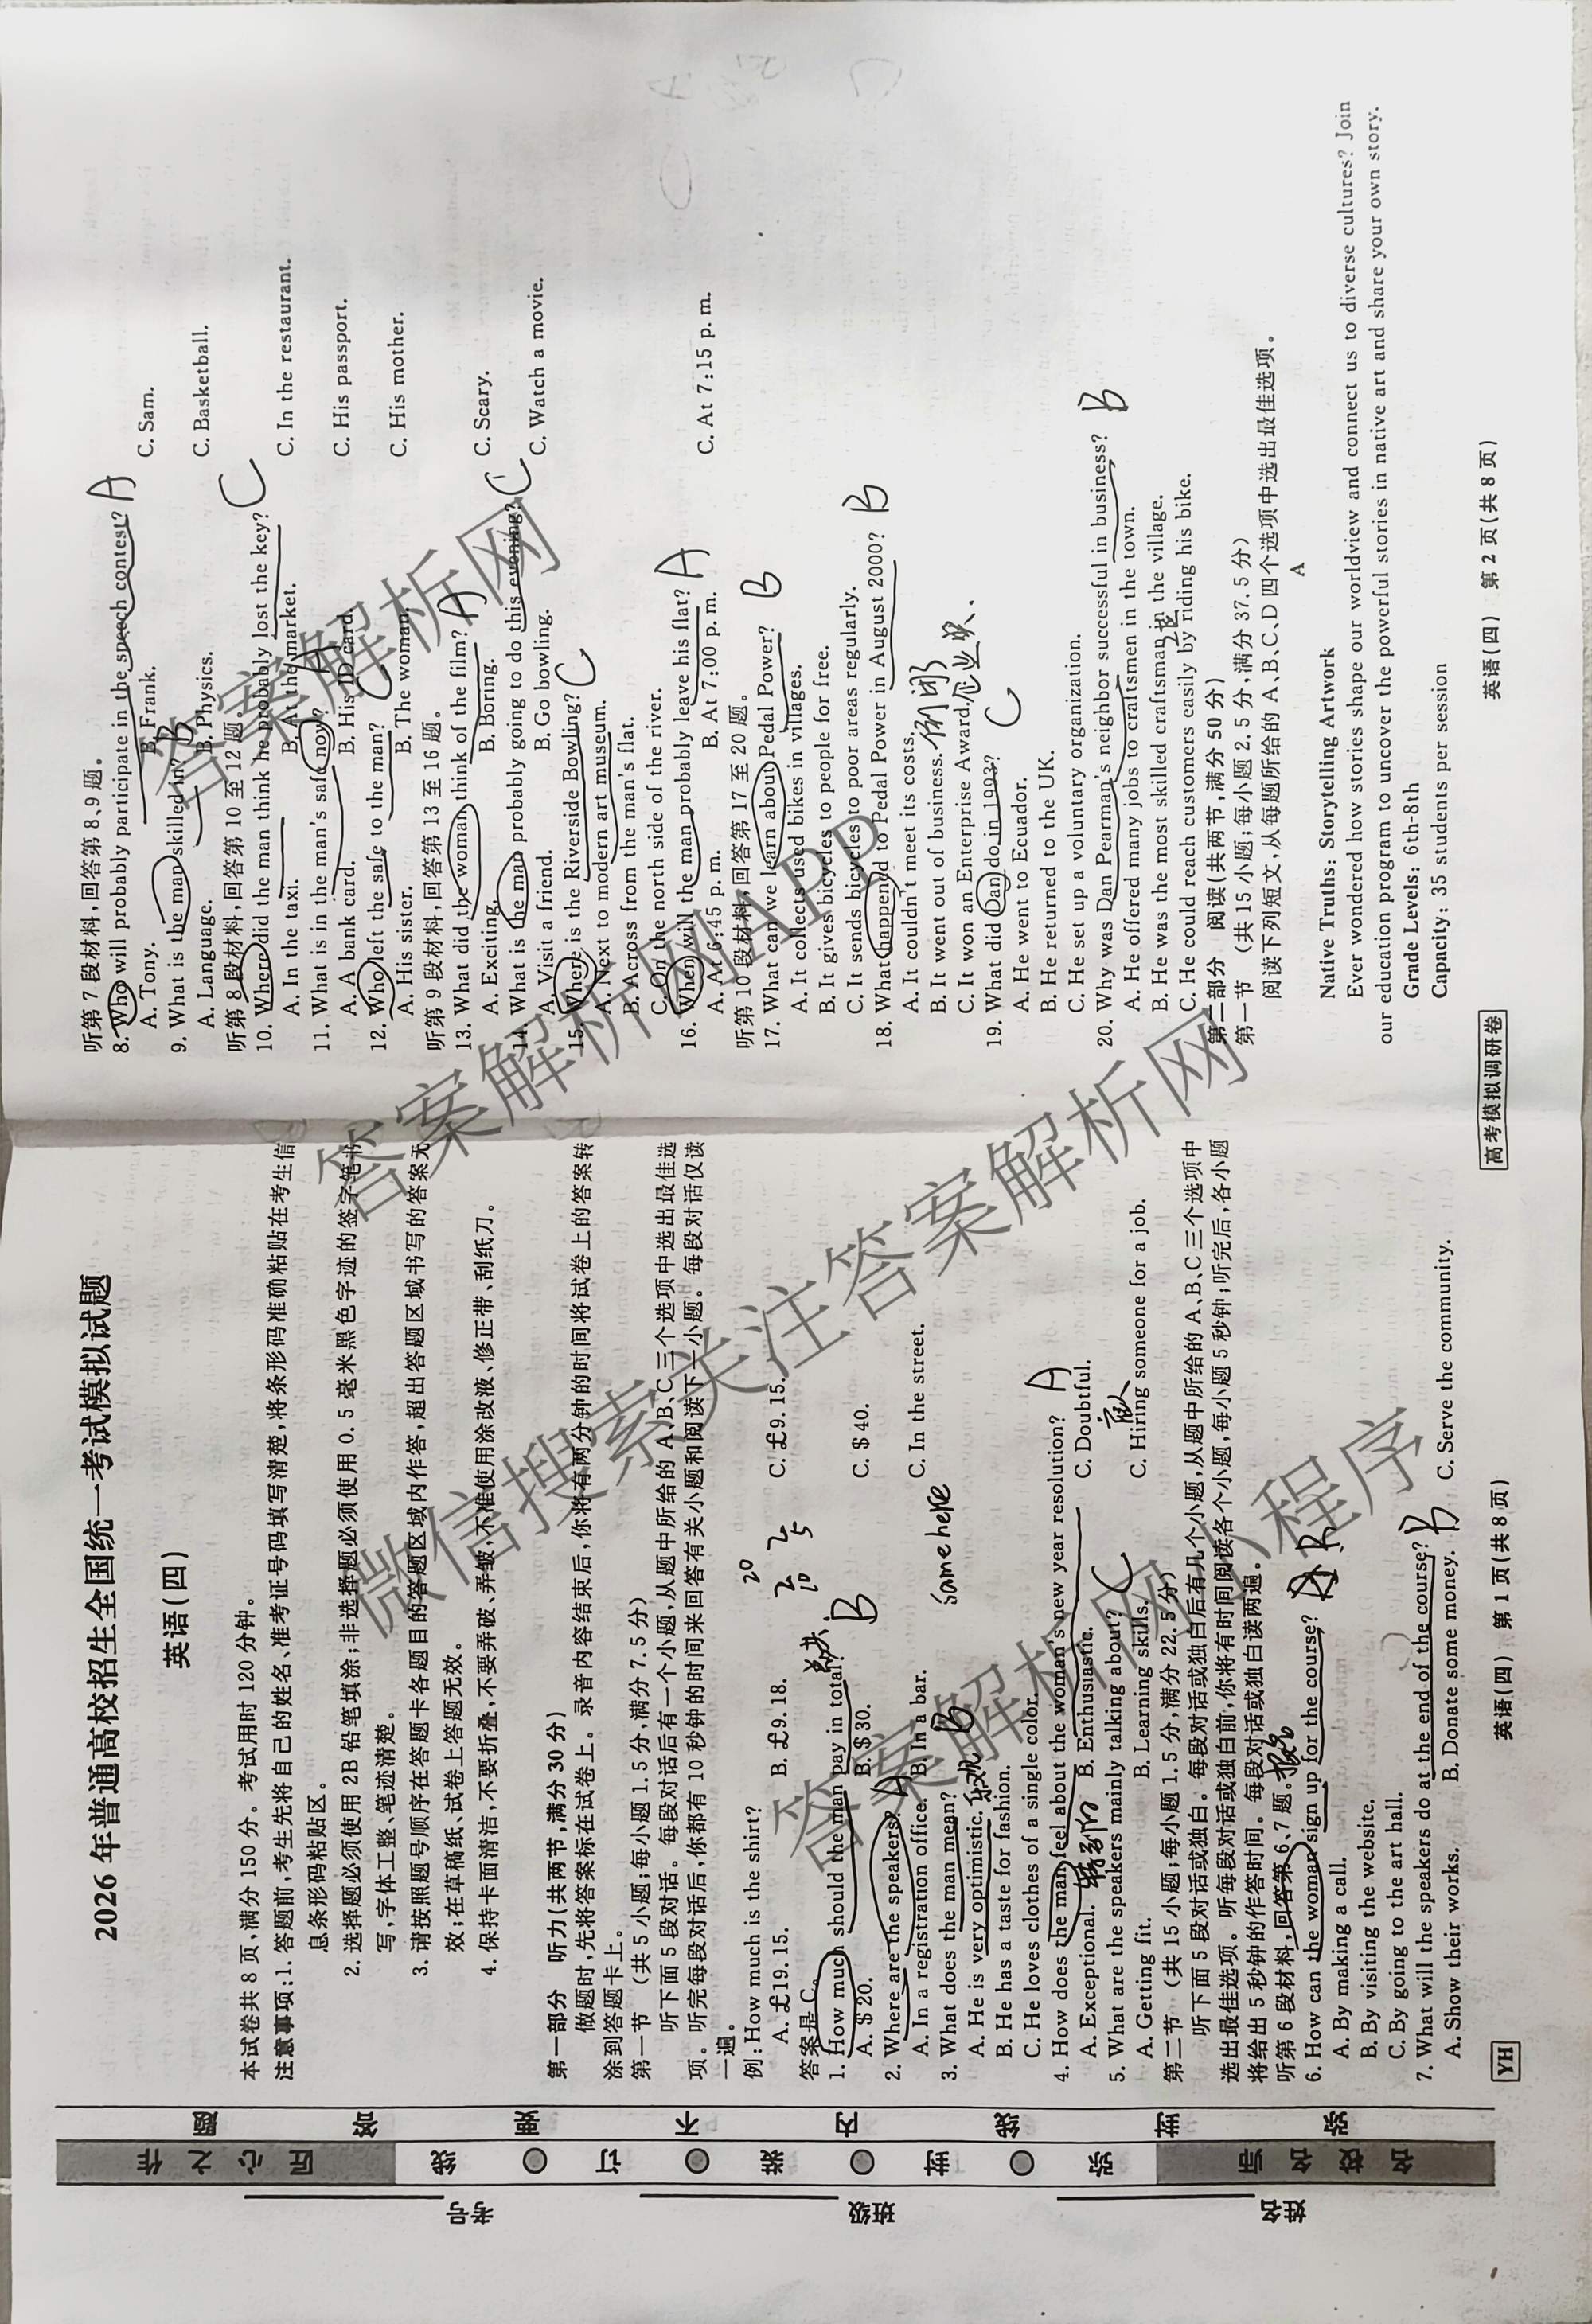 2026年普通高校招生全国统一考试模拟试题
英语(四)
本试卷共8页,满分150分。考试用时120分钟。
注意事项:1.答题前,考生先将自己的姓名、准考证号码填写清楚,将条形码准确粘贴在考生信
息条形码粘贴区。
2.选择题必须使用2B铅笔填涂;非选择题必须使用0.5毫米黑色字迹的签字笔书
写,字体工整、笔迹清楚。
3.请按照题号顺序在答题卡各题目的答题区域内作答,超出答题区域书写的答案无
效;在草稿纸、试卷上答题无效。
4.保持卡面清洁,不要折叠,不要弄破、弄皱,不准使用涂改液、修正带、刮纸刀。
第一部分 听力(共两节,满分30分)
做题时,先将答案标在试卷上。录音内容结束后,你将有两分钟的时间将试卷上的答案转
涂到答题卡上。
第一节 (共5小题;每小题1.5分,满分7.5分)
听下面5段对话。每段对话后有一个小题,从题中所给的A、B、C三个选项中选出最佳选
项。听完每段对话后,你都有10秒钟的时间来回答有关小题和阅读下一小题。每段对话仅读
一遍。
例:How much is the shirt?
A. £19.15. B. £9.18. C. £9.15.
答案是C。
1. How much should the man pay in total? B
A. $20. B. $30. C. $40.
2. Where are the speakers? A
A. In a registration office. B. In a bar. C. In the street.
3. What does the man mean? B
A. He is very optimistic.
B. He has a taste for fashion.
C. He loves clothes of a single color.
4. How does the man feel about the woman's new year resolution? A
A. Exceptional. 特别的 B. Enthusiastic. C. Doubtful.
5. What are the speakers mainly talking about? C
A. Getting fit. B. Learning skills. C. Hiring someone for a job.
第二节 (共15小题;每小题1.5分,满分22.5分)
听下面5段对话或独白。每段对话或独白后有几个小题,从题中所给的A、B、C三个选项中
选出最佳选项。听每段对话或独白前,你将有时间阅读各个小题,每小题5秒钟;听完后,各小题
将给出5秒钟的作答时间。每段对话或独白读两遍。
听第6段材料,回答第6、7题。 报名
6. How can the woman sign up for the course? B
A. By making a call.
B. By visiting the website.
C. By going to the art hall.
7. What will the speakers do at the end of the course? B
A. Show their works. B. Donate some money. C. Serve the community.
YH
英语(四) 第1页(共8页)
听第7段材料,回答第8、9题。
8. Who will probably participate in the speech contest? A
A. Tony. B. Frank. C. Sam.
9. What is the man skilled in? B
A. Language. B. Physics. C. Basketball.
听第8段材料,回答第10至12题。
10. Where did the man think he probably lost the key? C
A. In the taxi. B. At the market. C. In the restaurant.
11. What is in the man's safe now? A
A. A bank card. B. His ID card. C. His passport.
12. Who left the safe to the man? C
A. His sister. B. The woman. C. His mother.
听第9段材料,回答第13至16题。
13. What did the woman think of the film? A
A. Exciting. B. Boring. C. Scary.
14. What is the man probably going to do this evening? C
A. Visit a friend. B. Go bowling. C. Watch a movie.
15. Where is the Riverside Bowling? C
A. Next to modern art museum.
B. Across from the man's flat.
C. On the north side of the river.
16. When will the man probably leave his flat? A
A. At 6:45 p.m. B. At 7:00 p.m. C. At 7:15 p.m.
听第10段材料,回答第17至20题。
17. What can we learn about Pedal Power? B
A. It collects used bikes in villages.
B. It gives bicycles to people for free.
C. It sends bicycles to poor areas regularly.
18. What happened to Pedal Power in August 2000? B
A. It couldn't meet its costs.
B. It went out of business. 倒闭
C. It won an Enterprise Award. 企业奖.
19. What did Dan do in 1993? C
A. He went to Ecuador.
B. He returned to the UK.
C. He set up a voluntary organization.
20. Why was Dan Pearman's neighbor successful in business? B
A. He offered many jobs to craftsmen in the town.
B. He was the most skilled craftsman in the village.
C. He could reach customers easily by riding his bike.
第二部分 阅读(共两节,满分50分)
第一节 (共15小题;每小题2.5分,满分37.5分)
阅读下列短文,从每题所给的A、B、C、D四个选项中选出最佳选项。
A
Native Truths: Storytelling Artwork
Ever wondered how stories shape our worldview and connect us to diverse cultures? Join
our education program to uncover the powerful stories in native art and share your own story.
Grade Levels: 6th-8th
Capacity: 35 students per session
高考模拟调研卷
英语(四) 第2页(共8页)
考号
班级
姓名
微信搜索关注答案解析网
答案解析网APP
答案解析网小程序
答案解析网